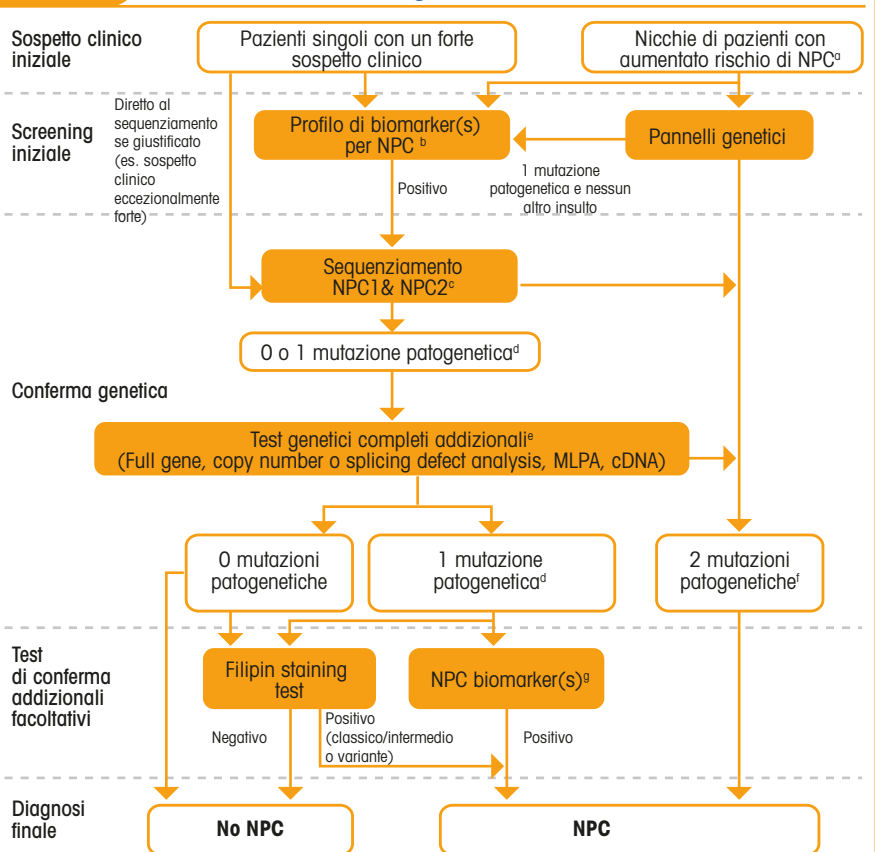 Sospetto clinico
iniziale
Pazienti singoli con un forte
sospetto clinico
Nicchie di pazienti con
aumentato rischio di NPCᵃ
Screening
iniziale
Diretto al
sequenziamento
se giustificato
(es. sospetto
clinico
eccezionalmente
forte)
Profilo di biomarker(s)
per NPC ᵇ
Pannelli genetici
1 mutazione
patogenetica e nessun
altro insulto
Positivo
Sequenziamento
NPC1& NPC2ᶜ
0 o 1 mutazione patogeneticaᵈ
Conferma genetica
Test genetici completi addizionaliᵉ
(Full gene, copy number o splicing defect analysis, MLPA, cDNA)
0 mutazioni
patogenetiche
1 mutazione
patogeneticaᵈ
2 mutazioni
patogeneticheᶠ
Test
di conferma
addizionali
facoltativi
Filipin staining
test
NPC biomarker(s)ᵍ
Negativo
Positivo
(classico/intermedio
o variante)
Positivo
Diagnosi
finale
No NPC
NPC